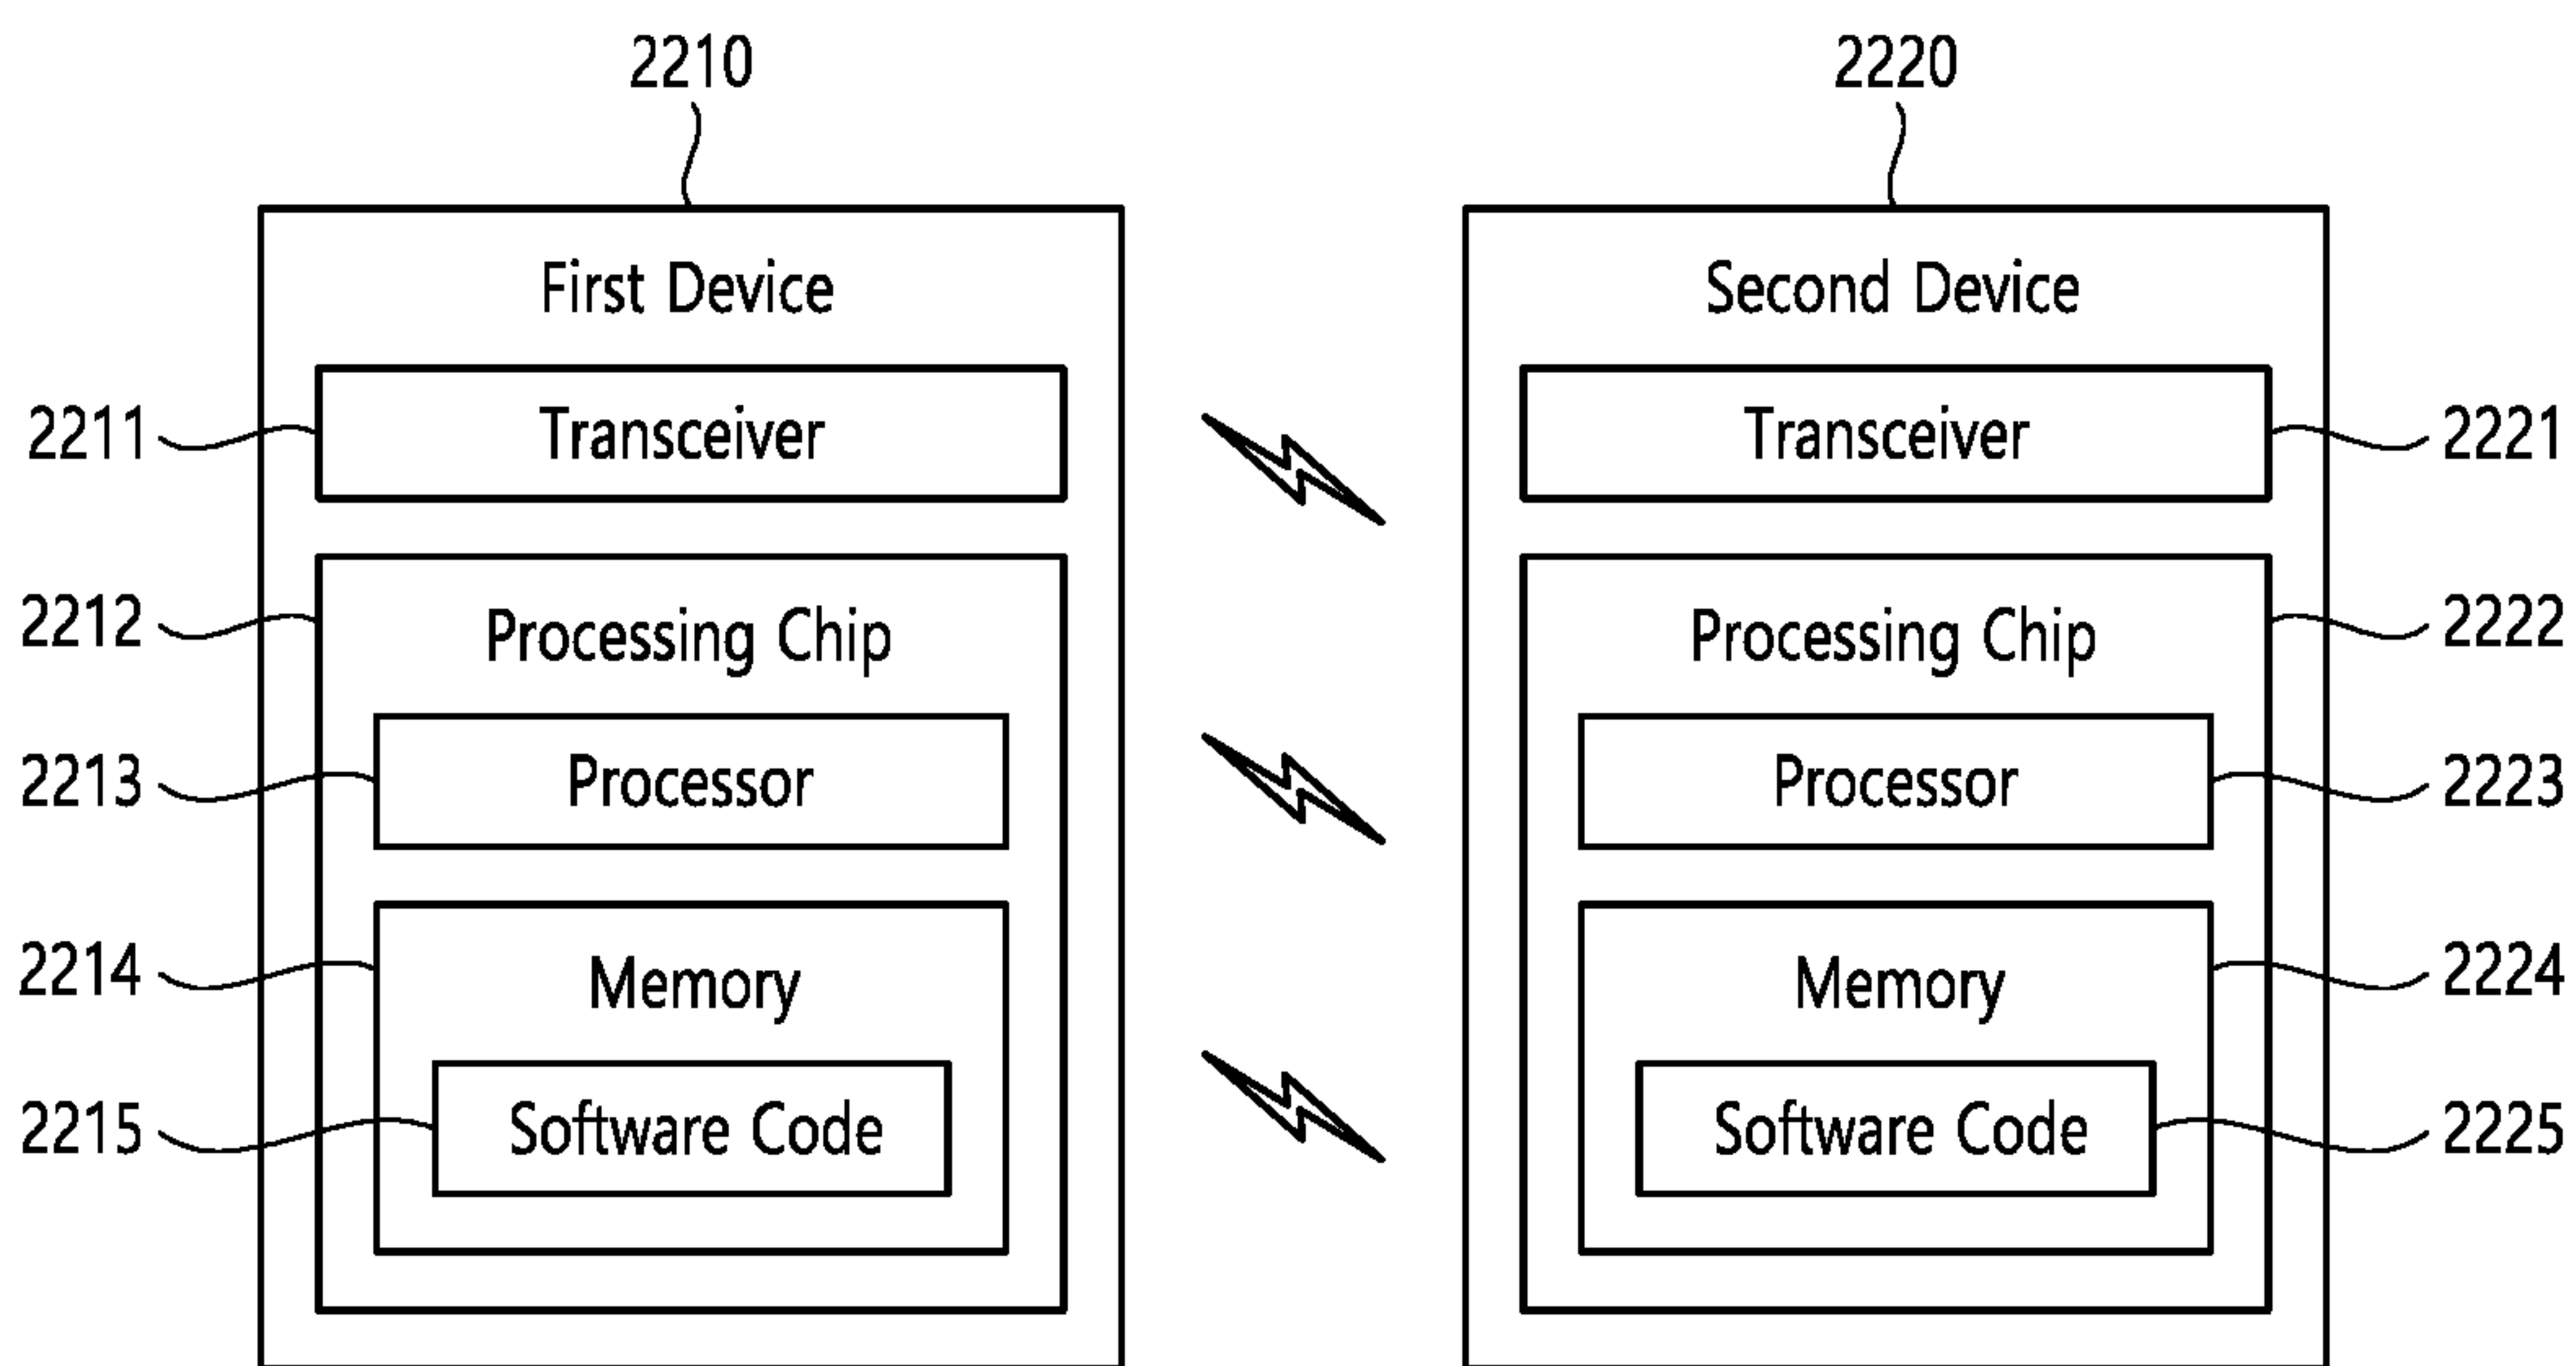 2210
2220
First Device
Second Device
2211
Transceiver
Transceiver
2221
2212
Processing Chip
Processing Chip
2222
2213
Processor
Processor
2223
2214
Memory
Memory
2224
2215
Software Code
Software Code
2225